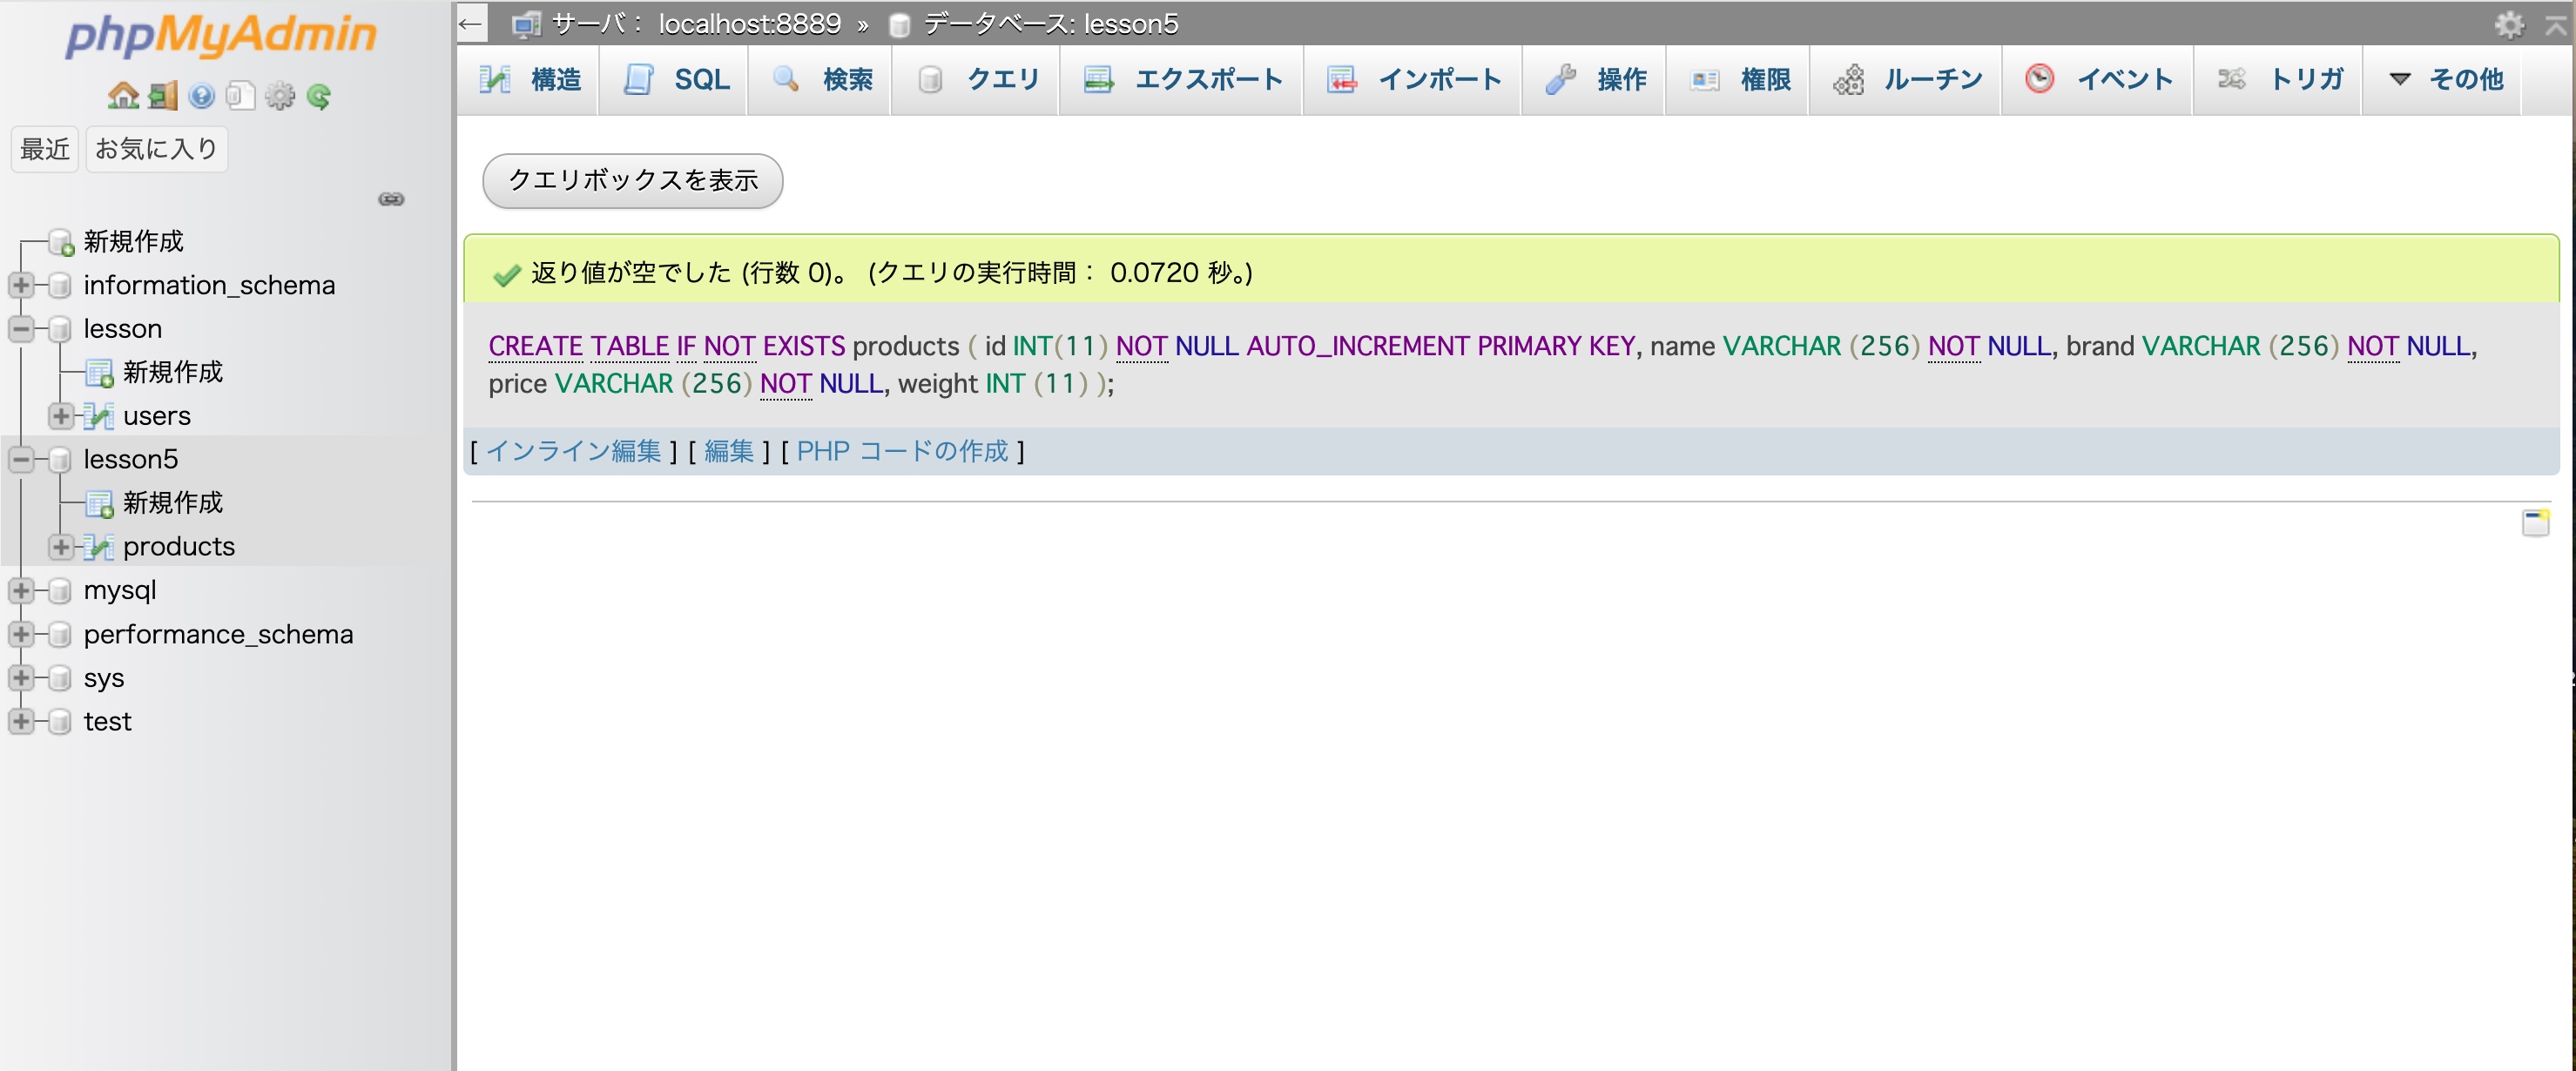 phpMyAdmin
最近 お気に入り
新規作成
information_schema
lesson
新規作成
users
lesson5
新規作成
products
mysql
performance_schema
sys
test
← サーバ： localhost:8889 » データベース: lesson5
構造 SQL 検索 クエリ エクスポート インポート 操作 権限 ルーチン イベント トリガ ▼ その他
クエリボックスを表示
返り値が空でした (行数 0)。 (クエリの実行時間： 0.0720 秒。)
CREATE TABLE IF NOT EXISTS products ( id INT(11) NOT NULL AUTO_INCREMENT PRIMARY KEY, name VARCHAR (256) NOT NULL, brand VARCHAR (256) NOT NULL,
price VARCHAR (256) NOT NULL, weight INT (11) );
[ インライン編集 ] [ 編集 ] [ PHP コードの作成 ]